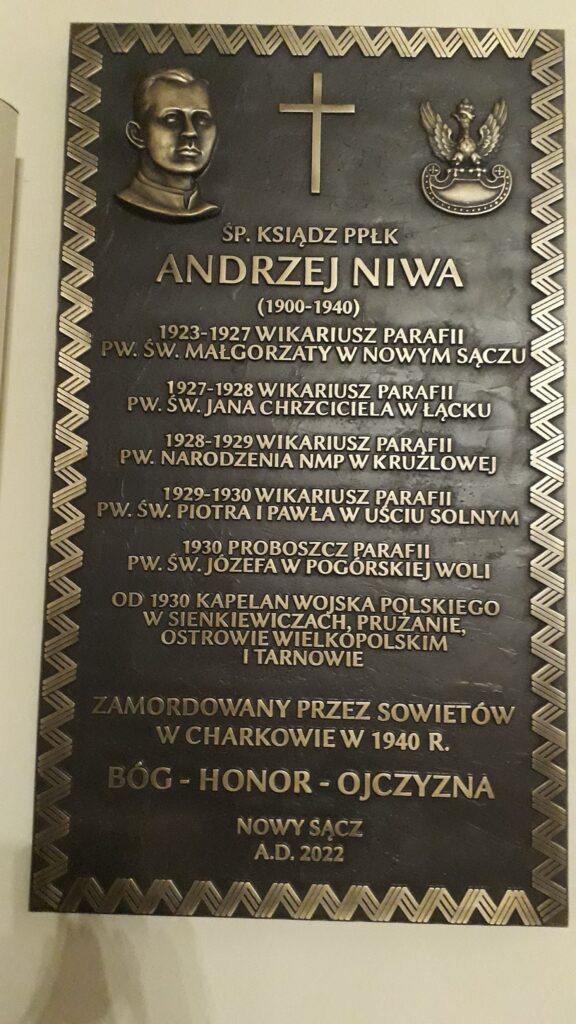 ŚP. KSIĄDZ PPŁK
ANDRZEJ NIWA
(1900-1940)
1923-1927 WIKARIUSZ PARAFII
PW. ŚW. MAŁGORZATY W NOWYM SĄCZU
1927-1928 WIKARIUSZ PARAFII
PW. ŚW. JANA CHRZCICIELA W ŁĄCKU
1928-1929 WIKARIUSZ PARAFII
PW. NARODZENIA NMP W KRUŻLOWEJ
1929-1930 WIKARIUSZ PARAFII
PW. ŚW. PIOTRA I PAWŁA W UŚCIU SOLNYM
1930 PROBOSZCZ PARAFII
PW. ŚW. JÓZEFA W POGÓRSKIEJ WOLI
OD 1930 KAPELAN WOJSKA POLSKIEGO
W SIENKIEWICZACH, PRUŻANIE,
OSTROWIE WIELKOPOLSKIM
I TARNOWIE
ZAMORDOWANY PRZEZ SOWIETÓW
W CHARKOWIE W 1940 R.
BÓG - HONOR - OJCZYZNA
NOWY SĄCZ
A.D. 2022